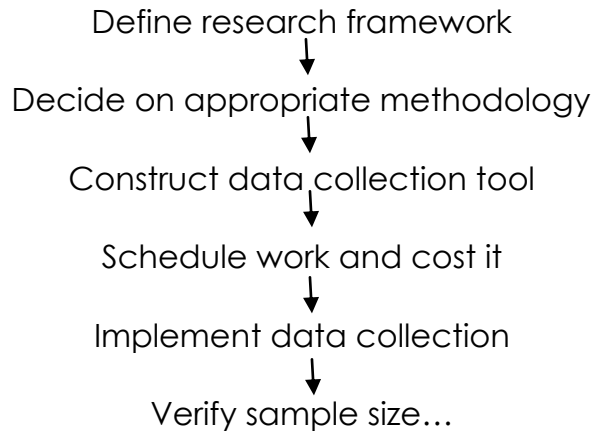 Define research framework
Decide on appropriate methodology
Construct data collection tool
Schedule work and cost it
Implement data collection
Verify sample size…